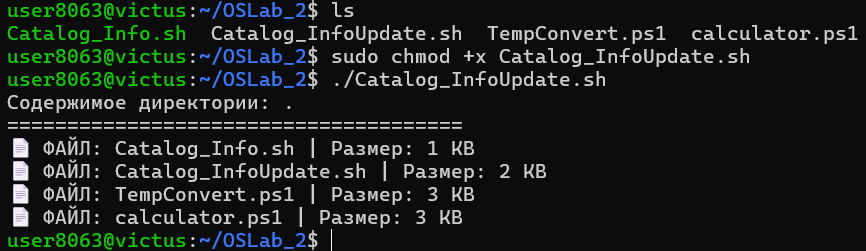 user8063@victus:~/OSLab_2$ ls
Catalog_Info.sh  Catalog_InfoUpdate.sh  TempConvert.ps1  calculator.ps1
user8063@victus:~/OSLab_2$ sudo chmod +x Catalog_InfoUpdate.sh
user8063@victus:~/OSLab_2$ ./Catalog_InfoUpdate.sh
Содержимое директории: .
======================================
📄 ФАЙЛ: Catalog_Info.sh | Размер: 1 KB
📄 ФАЙЛ: Catalog_InfoUpdate.sh | Размер: 2 KB
📄 ФАЙЛ: TempConvert.ps1 | Размер: 3 KB
📄 ФАЙЛ: calculator.ps1 | Размер: 3 KB
user8063@victus:~/OSLab_2$